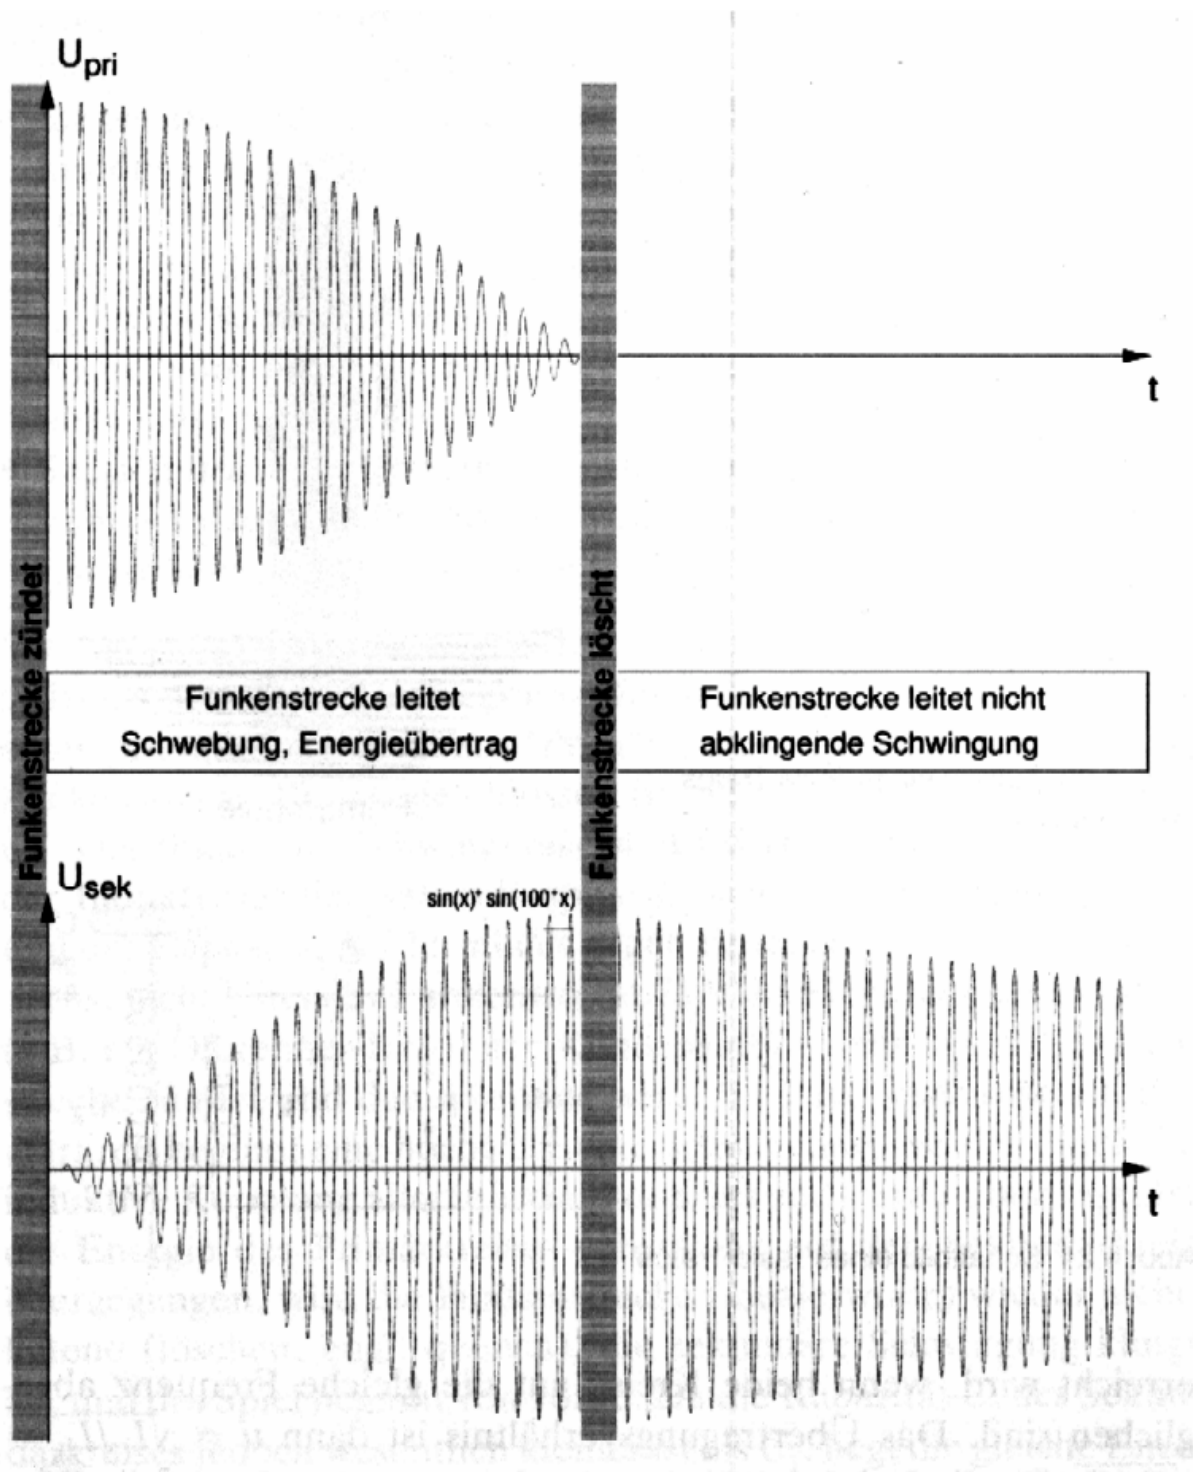 U_pri
t
Funkenstrecke zündet
Funkenstrecke löscht
Funkenstrecke leitet
Schwebung, Energieübertrag
Funkenstrecke leitet nicht
abklingende Schwingung
U_sek
sin(x)* sin(100*x)
t